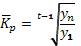 K̅ₚ = ᵗ⁻¹√(yₙ/y₁)